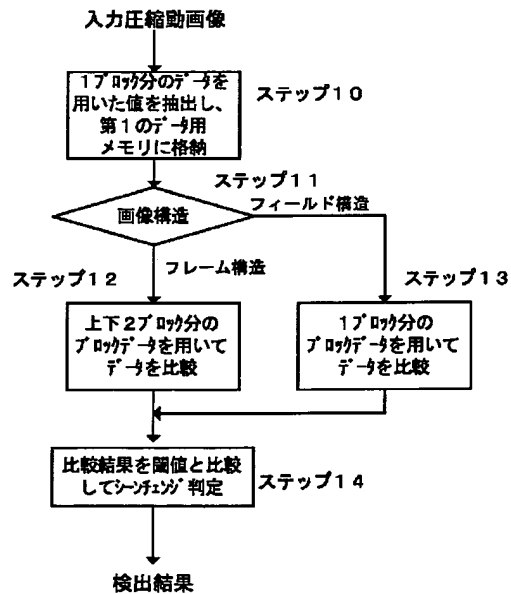 入力圧縮動画像
1ﾌﾞﾛｯｸ分のﾃﾞｰﾀを
用いた値を抽出し、
第1のﾃﾞｰﾀ用
メモリに格納
ステップ10
ステップ11
画像構造
フィールド構造
フレーム構造
ステップ12
ステップ13
上下2ﾌﾞﾛｯｸ分の
ﾌﾞﾛｯｸデータを用いて
データを比較
1ﾌﾞﾛｯｸ分の
ﾌﾞﾛｯｸデータを用いて
データを比較
比較結果を閾値と比較
してｼｰﾝﾁｪﾝｼﾞ判定
ステップ14
検出結果